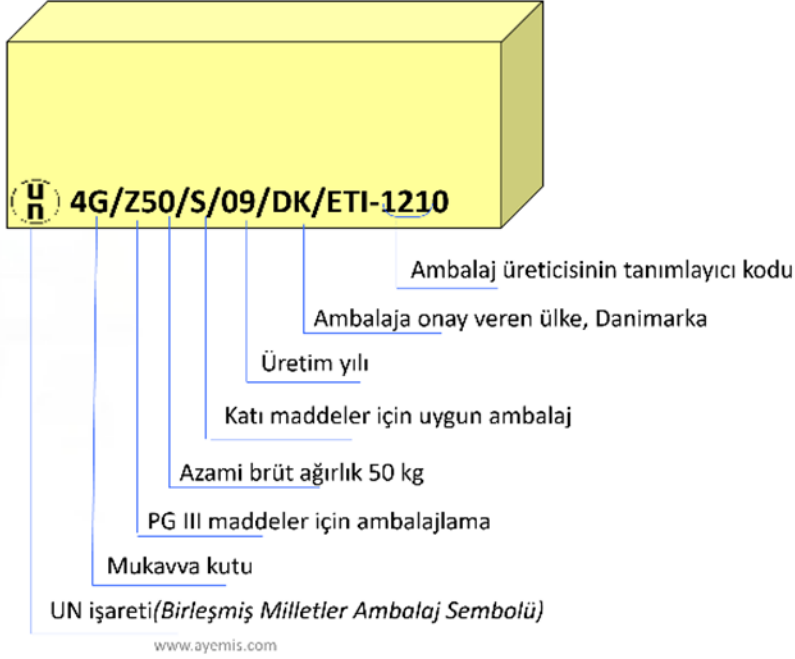 un 4G/Z50/S/09/DK/ETI-1210
Ambalaj üreticisinin tanımlayıcı kodu
Ambalaja onay veren ülke, Danimarka
Üretim yılı
Katı maddeler için uygun ambalaj
Azami brüt ağırlık 50 kg
PG III maddeler için ambalajlama
Mukavva kutu
UN işareti(Birleşmiş Milletler Ambalaj Sembolü)
www.ayemis.com